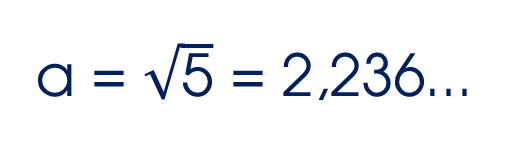 a = √5 = 2,236...